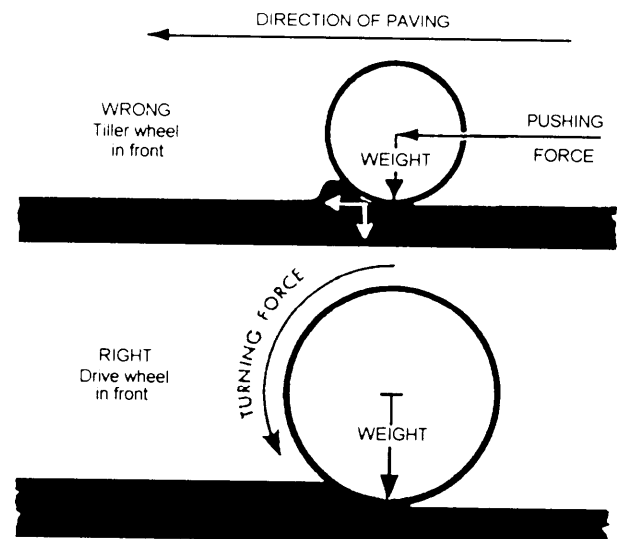 DIRECTION OF PAVING
WRONG
Tiller wheel
in front
PUSHING
FORCE
WEIGHT
TURNING FORCE
RIGHT
Drive wheel
in front
WEIGHT